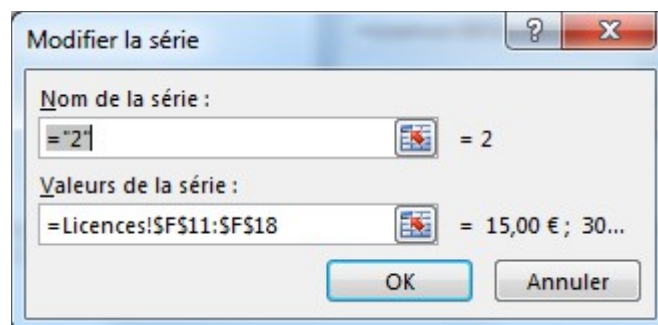 Modifier la série
Nom de la série :
="2" = 2
Valeurs de la série :
=Licences!$F$11:$F$18 = 15,00 € ; 30...
OK Annuler